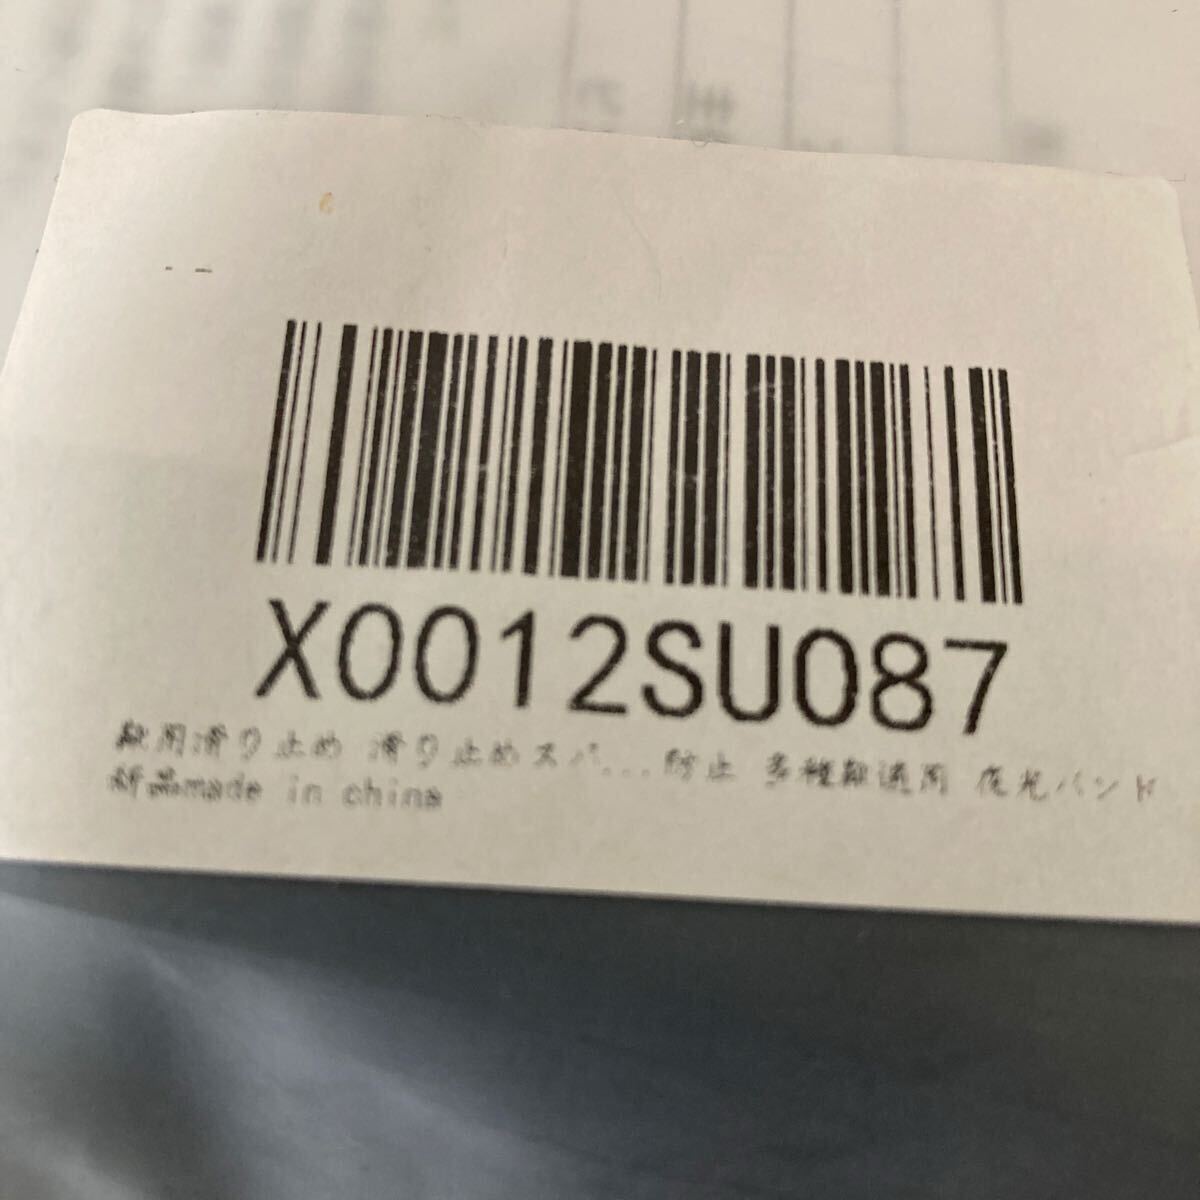 X0012SU087
靴用滑り止め 滑り止めスパ...防止 多種靴適用 夜光バンド
新品made in china